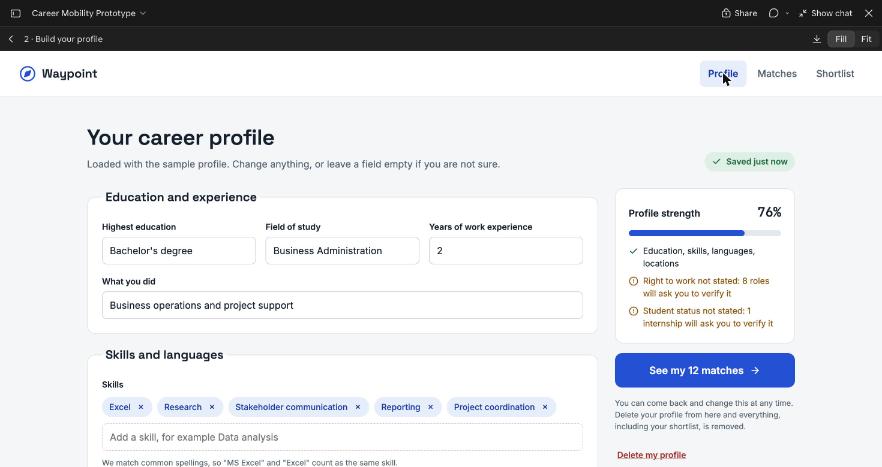 Career Mobility Prototype
Share
Show chat
2 · Build your profile
Fill
Fit
Waypoint
Profile
Matches
Shortlist
Your career profile
Loaded with the sample profile. Change anything, or leave a field empty if you are not sure.
Saved just now
Education and experience
Highest education
Field of study
Years of work experience
Bachelor's degree
Business Administration
2
What you did
Business operations and project support
Skills and languages
Skills
Excel ×
Research ×
Stakeholder communication ×
Reporting ×
Project coordination ×
Add a skill, for example Data analysis
We match common spellings, so "MS Excel" and "Excel" count as the same skill.
Profile strength
76%
Education, skills, languages,
locations
Right to work not stated: 8 roles
will ask you to verify it
Student status not stated: 1
internship will ask you to verify it
See my 12 matches →
You can come back and change this at any time.
Delete your profile from here and everything,
including your shortlist, is removed.
Delete my profile